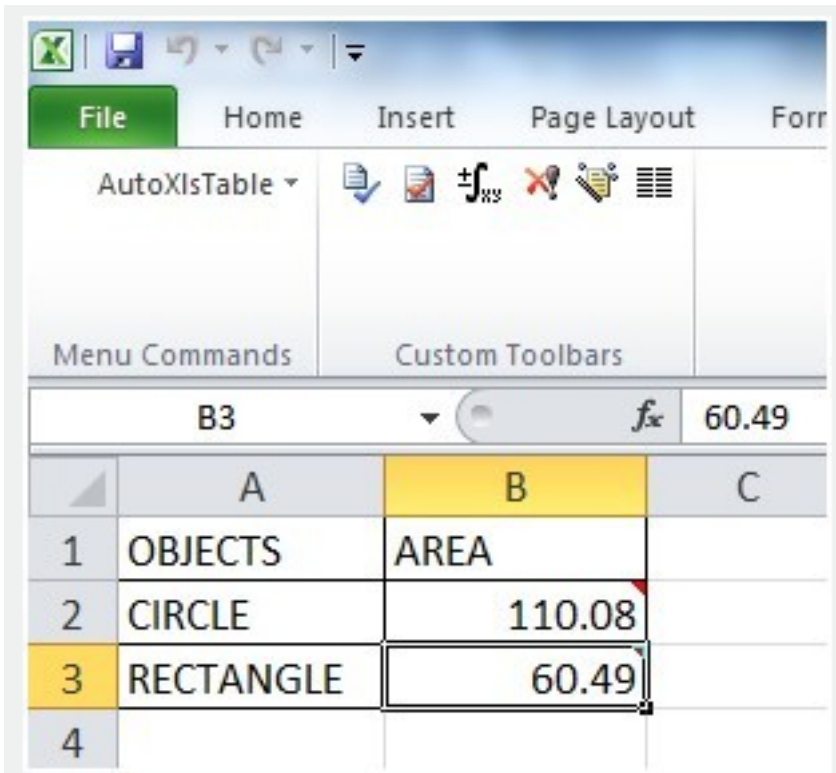 File Home Insert Page Layout Forr
AutoXlsTable
Menu Commands Custom Toolbars
B3 fx 60.49
A B C
1 OBJECTS AREA
2 CIRCLE 110.08
3 RECTANGLE 60.49
4